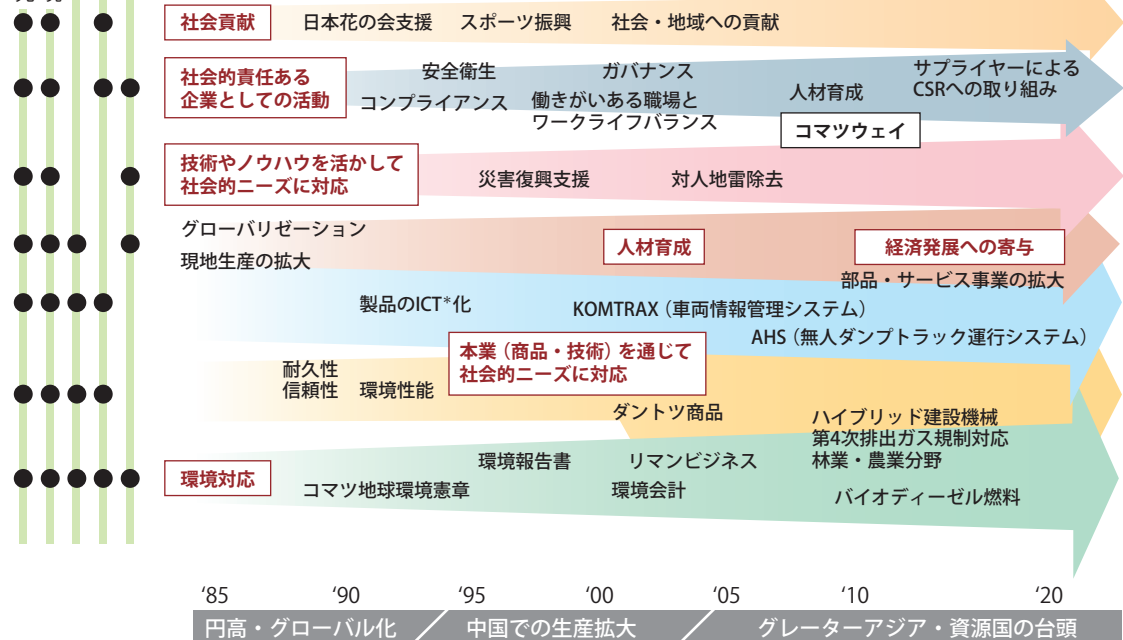 社会貢献
日本花の会支援
スポーツ振興
社会・地域への貢献
社会的責任ある
企業としての活動
安全衛生
ガバナンス
サプライヤーによる
CSRへの取り組み
コンプライアンス
働きがいある職場と
ワークライフバランス
人材育成
コマツウェイ
技術やノウハウを活かして
社会的ニーズに対応
災害復興支援
対人地雷除去
グローバリゼーション
現地生産の拡大
人材育成
経済発展への寄与
部品・サービス事業の拡大
製品のICT*化
KOMTRAX（車両情報管理システム）
AHS（無人ダンプトラック運行システム）
本業（商品・技術）を通じて
社会的ニーズに対応
耐久性
信頼性
環境性能
ダントツ商品
ハイブリッド建設機械
第4次排出ガス規制対応
林業・農業分野
環境対応
環境報告書
リマンビジネス
コマツ地球環境憲章
環境会計
バイオディーゼル燃料
‘85
‘90
‘95
‘00
‘05
‘10
‘20
円高・グローバル化
中国での生産拡大
グレーターアジア・資源国の台頭